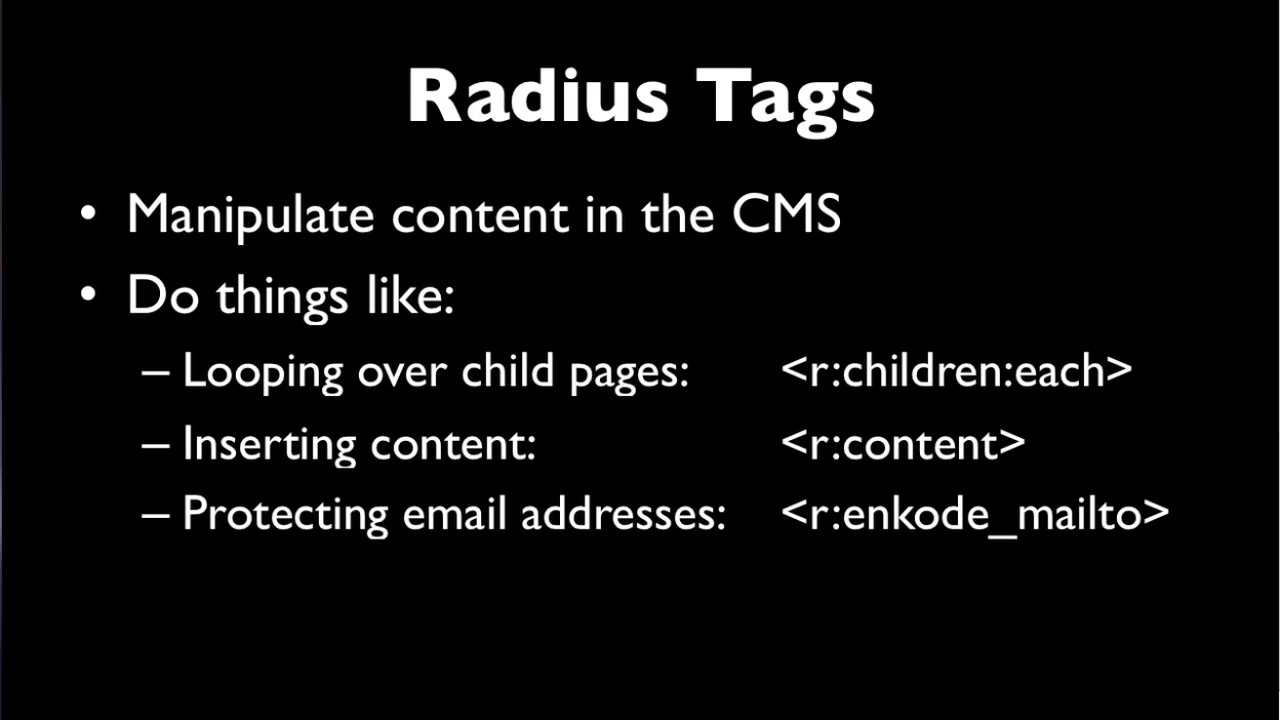 Radius Tags
• Manipulate content in the CMS
• Do things like:
– Looping over child pages: <r:children:each>
– Inserting content: <r:content>
– Protecting email addresses: <r:enkode_mailto>